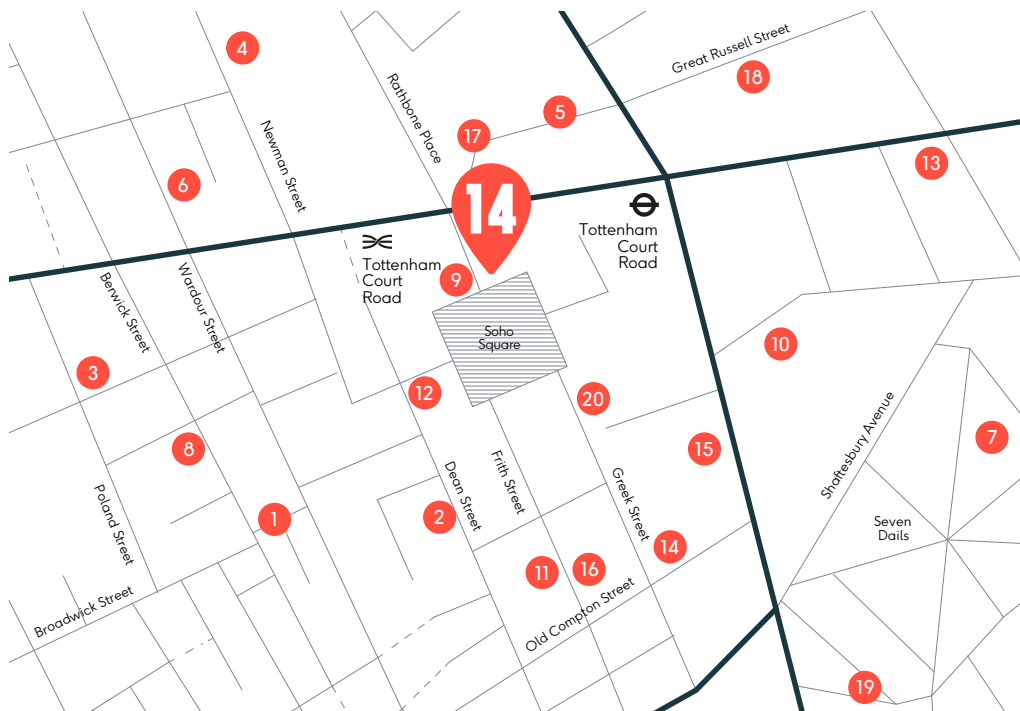 4
Great Russell Street
18
Rathbone Place
5
17
Newman Street
13
6
14
Tottenham
Court
Road
Tottenham
Court
Road
9
Berwick Street
Wardour Street
Soho
Square
10
3
12
20
Shaftesbury Avenue
7
8
15
Poland Street
Dean Street
Frith Street
Greek Street
2
1
Seven
Dails
14
11
16
Broadwick Street
Old Compton Street
19